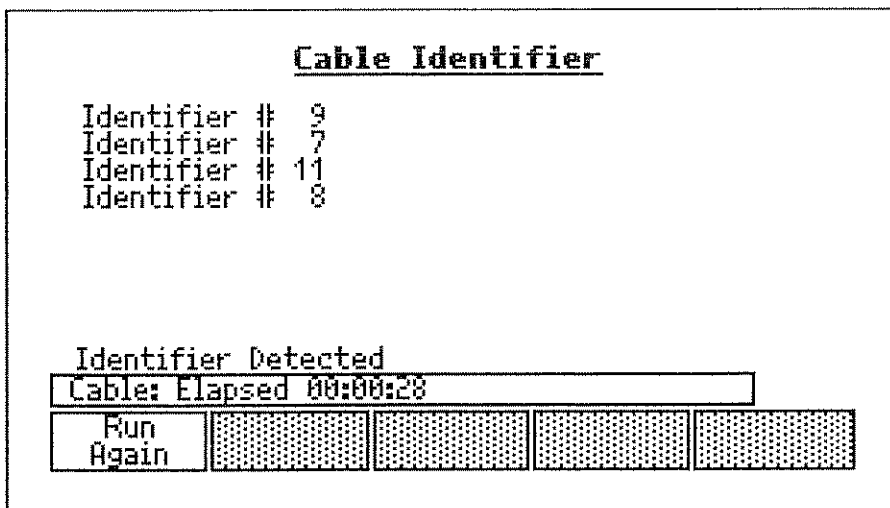 Cable Identifier
Identifier # 9
Identifier # 7
Identifier # 11
Identifier # 8
Identifier Detected
Cable: Elapsed 00:00:28
Run
Again